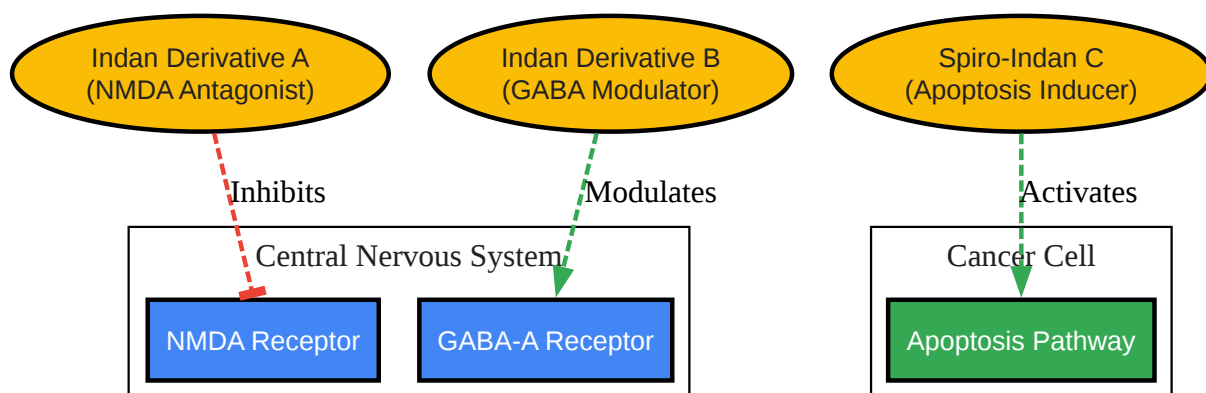 Indan Derivative A
(NMDA Antagonist)
Indan Derivative B
(GABA Modulator)
Spiro-Indan C
(Apoptosis Inducer)
Inhibits
Modulates
Activates
Central Nervous System
Cancer Cell
NMDA Receptor
GABA-A Receptor
Apoptosis Pathway